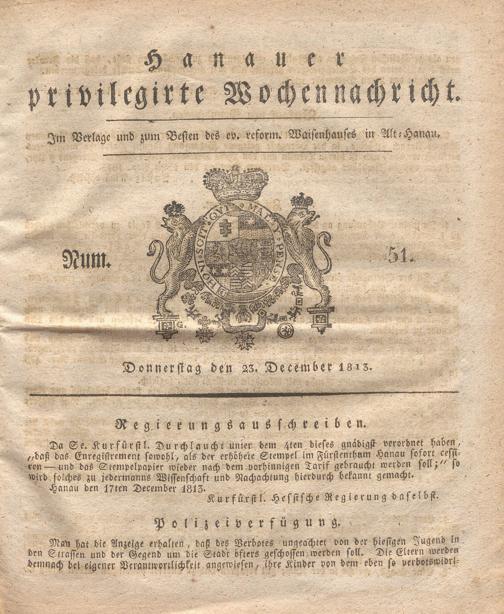 Hanauer
privilegirte Wochennachricht.
Im Verlage und zum Besten des ev. reform. Waisenhauses in Alt-Hanau.
HONI SOIT QUI MAL Y PENSE
Num. 51.
Donnerstag den 23. December 1813.
Regierungsausschreiben.
Da Se. Kurfürstl. Durchlaucht unter dem 4ten dieses gnädigst verordnet haben,
„daß das Enregistrement sowohl, als der erhöhete Stempel im Fürstenthum Hanau sofort cessi-
ren — und das Stempelpapier wieder nach dem vorhinnigen Tarif gebraucht werden soll;“ so
wird solches zu jedermanns Wissenschaft und Nachachtung hierdurch bekannt gemacht.
Hanau den 17ten December 1813.
Kurfürstl. Hessische Regierung daselbst.
Polizeiverfügung.
Man hat die Anzeige erhalten, daß des Verbotes ungeachtet von der hiesigen Jugend in
den Strassen und der Gegend um die Stadt öfters geschossen werden soll. Die Eltern werden
demnach bei eigener Verantwortlichkeit angewiesen, ihre Kinder von dem eben so verbotswidri-